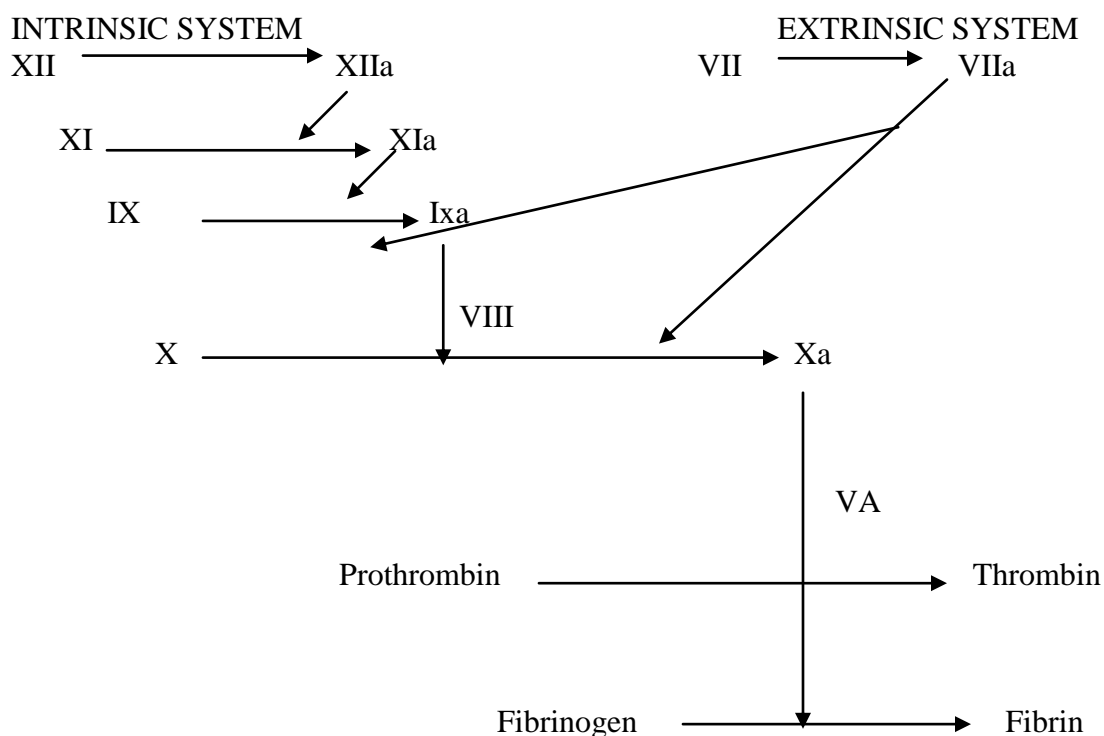 INTRINSIC SYSTEM EXTRINSIC SYSTEM
XII XIIa VII VIIa
XI XIa
IX Ixa
VIII
X Xa
VA
Prothrombin Thrombin
Fibrinogen Fibrin